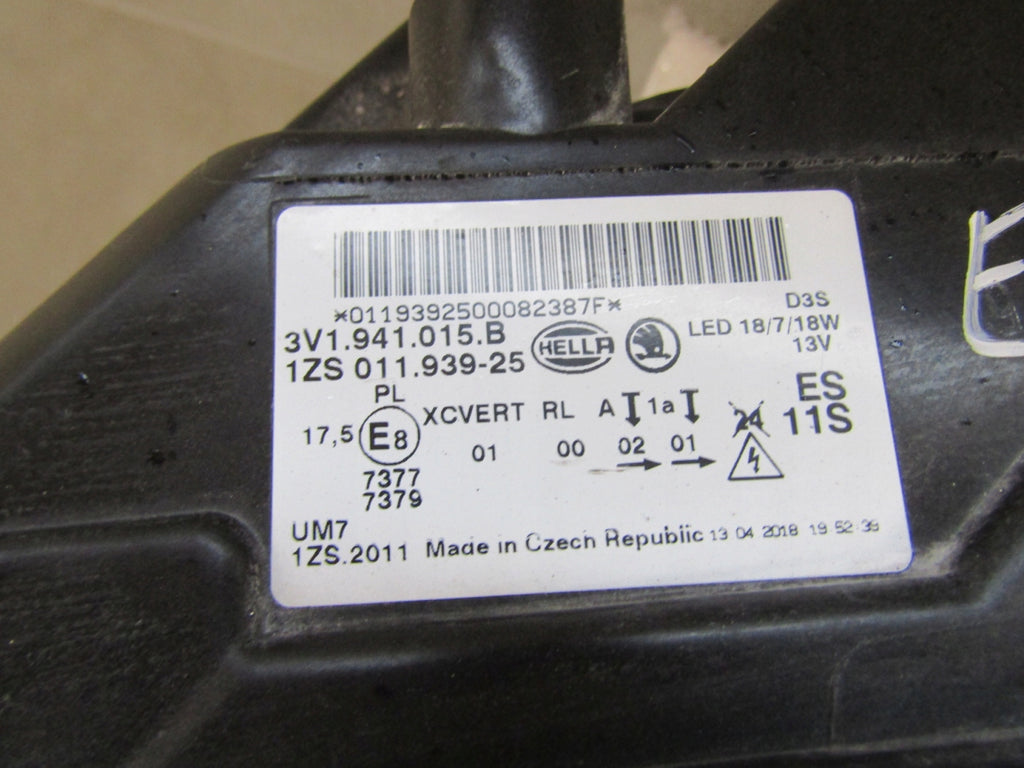 *0119392500082387F*
D3S
3V1.941.015.B HELLA LED 18/7/18W
1ZS 011.939-25 13V
PL ES
17,5 E8 XCVERT RL A 1a 24 11S
01 00 02 01
7377
7379
UM7
1ZS.2011 Made in Czech Republic 13 04 2018 19 52:39